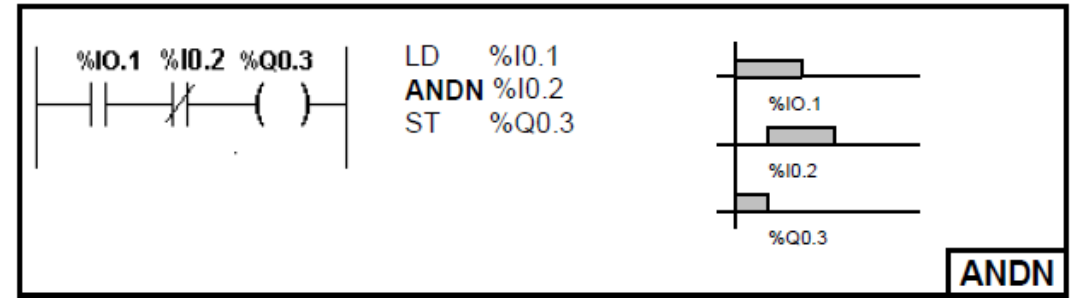 %IO.1 %I0.2 %Q0.3
LD %I0.1
ANDN %I0.2
ST %Q0.3
%IO.1
%I0.2
%Q0.3
ANDN